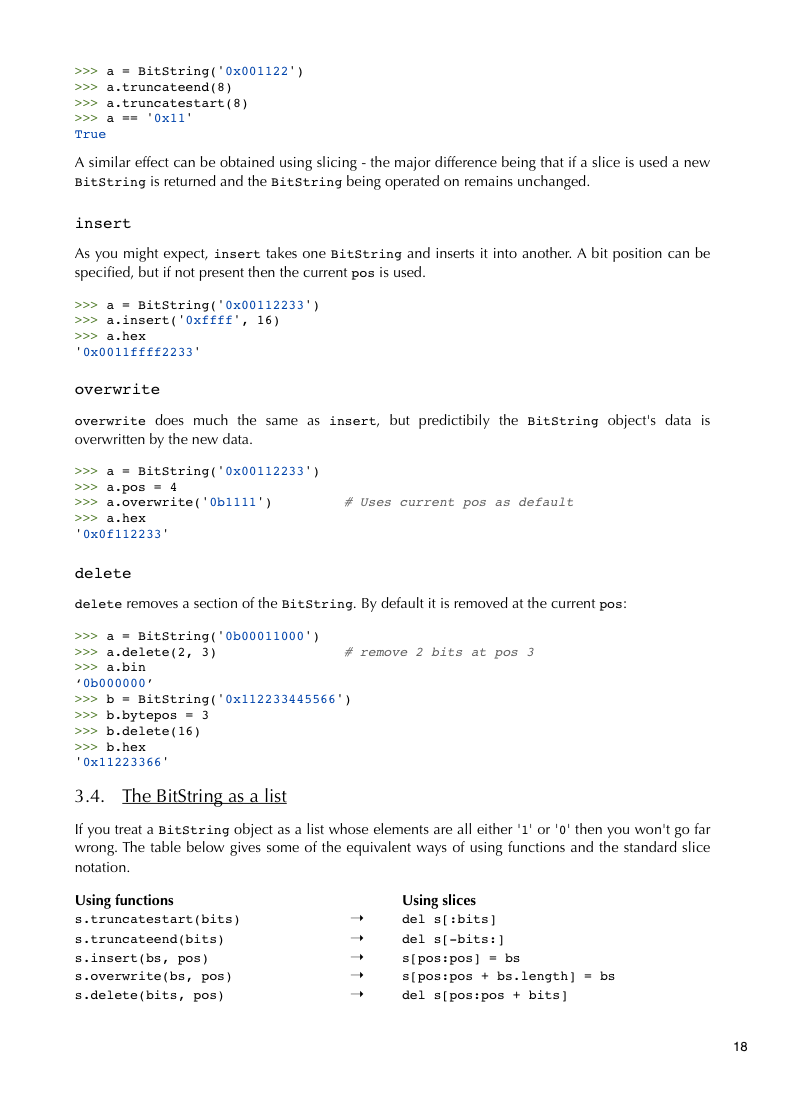 >>> a = BitString('0x001122')
>>> a.truncateend(8)
>>> a.truncatestart(8)
>>> a == '0x11'
True
A similar effect can be obtained using slicing - the major difference being that if a slice is used a new
BitString is returned and the BitString being operated on remains unchanged.
insert
As you might expect, insert takes one BitString and inserts it into another. A bit position can be
specified, but if not present then the current pos is used.
>>> a = BitString('0x00112233')
>>> a.insert('0xffff', 16)
>>> a.hex
'0x0011ffff2233'
overwrite
overwrite does much the same as insert, but predictibily the BitString object's data is
overwritten by the new data.
>>> a = BitString('0x00112233')
>>> a.pos = 4
>>> a.overwrite('0b1111') # Uses current pos as default
>>> a.hex
'0x0f112233'
delete
delete removes a section of the BitString. By default it is removed at the current pos:
>>> a = BitString('0b00011000')
>>> a.delete(2, 3) # remove 2 bits at pos 3
>>> a.bin
‘0b000000’
>>> b = BitString('0x112233445566')
>>> b.bytepos = 3
>>> b.delete(16)
>>> b.hex
'0x11223366'
3.4. The BitString as a list
If you treat a BitString object as a list whose elements are all either '1' or '0' then you won't go far
wrong. The table below gives some of the equivalent ways of using functions and the standard slice
notation.
Using functions Using slices
s.truncatestart(bits) ➝ del s[:bits]
s.truncateend(bits) ➝ del s[-bits:]
s.insert(bs, pos) ➝ s[pos:pos] = bs
s.overwrite(bs, pos) ➝ s[pos:pos + bs.length] = bs
s.delete(bits, pos) ➝ del s[pos:pos + bits]
18